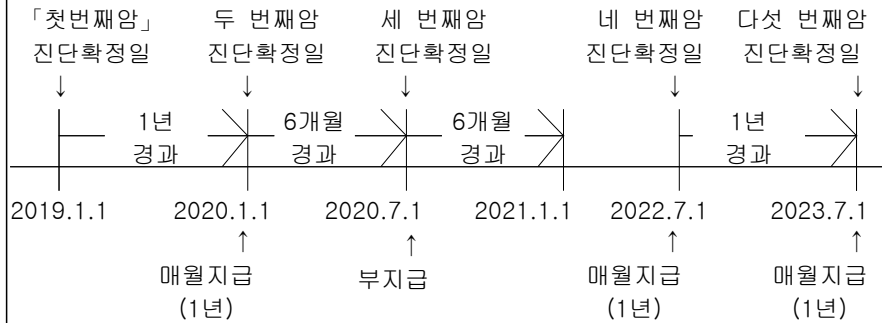 「첫번째암」 두 번째암 세 번째암 네 번째암 다섯 번째암
진단확정일 진단확정일 진단확정일 진단확정일 진단확정일
↓ ↓ ↓ ↓ ↓
1년 6개월 6개월 1년
경과 경과 경과 경과
2019.1.1 2020.1.1 2020.7.1 2021.1.1 2022.7.1 2023.7.1
↑ ↑ ↑ ↑
매월지급 부지급 매월지급 매월지급
(1년) (1년) (1년)